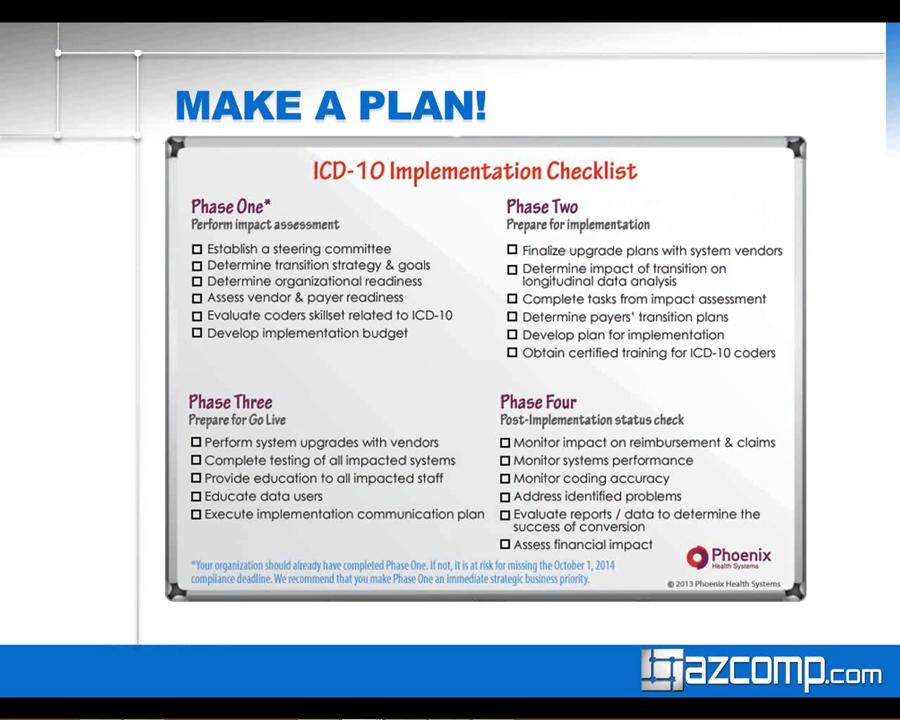 MAKE A PLAN!
ICD-10 Implementation Checklist
Phase One*
Perform impact assessment
Establish a steering committee
Determine transition strategy & goals
Determine organizational readiness
Assess vendor & payer readiness
Evaluate coders skillset related to ICD-10
Develop implementation budget
Phase Two
Prepare for implementation
Finalize upgrade plans with system vendors
Determine impact of transition on
longitudinal data analysis
Complete tasks from impact assessment
Determine payers' transition plans
Develop plan for implementation
Obtain certified training for ICD-10 coders
Phase Three
Prepare for Go Live
Perform system upgrades with vendors
Complete testing of all impacted systems
Provide education to all impacted staff
Educate data users
Execute implementation communication plan
Phase Four
Post-Implementation status check
Monitor impact on reimbursement & claims
Monitor systems performance
Monitor coding accuracy
Address identified problems
Evaluate reports / data to determine the
success of conversion
Assess financial impact
*Your organization should already have completed Phase One. If not, it is at risk for missing the October 1, 2014
compliance deadline. We recommend that you make Phase One an immediate strategic business priority.
Phoenix
Health Systems
© 2013 Phoenix Health Systems
azcomp.com